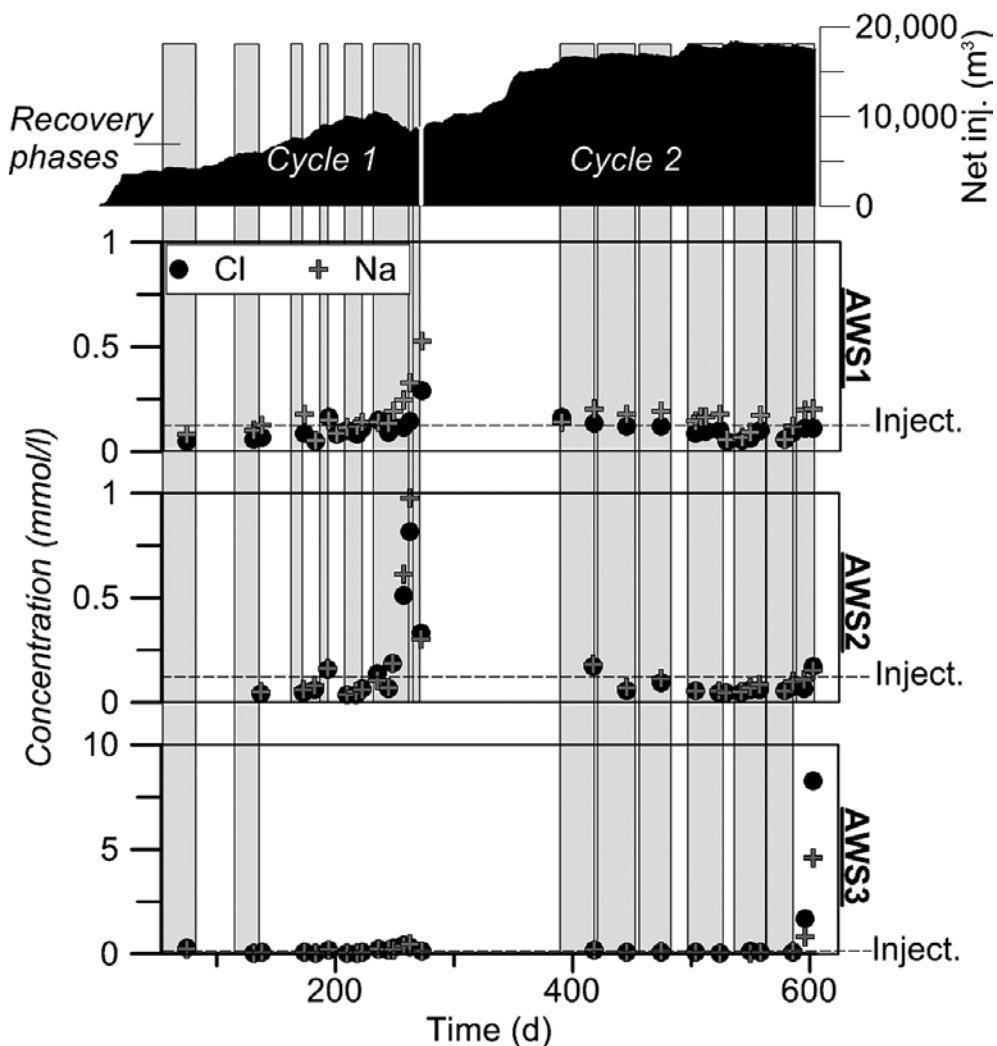 20,000
10,000
0
Net inj. (m³)
Recovery
phases
Cycle 1
Cycle 2
1
0.5
0
Cl
Na
AWS1
Inject.
1
0.5
0
AWS2
Inject.
10
5
0
AWS3
Inject.
Concentration (mmol/l)
200
400
600
Time (d)